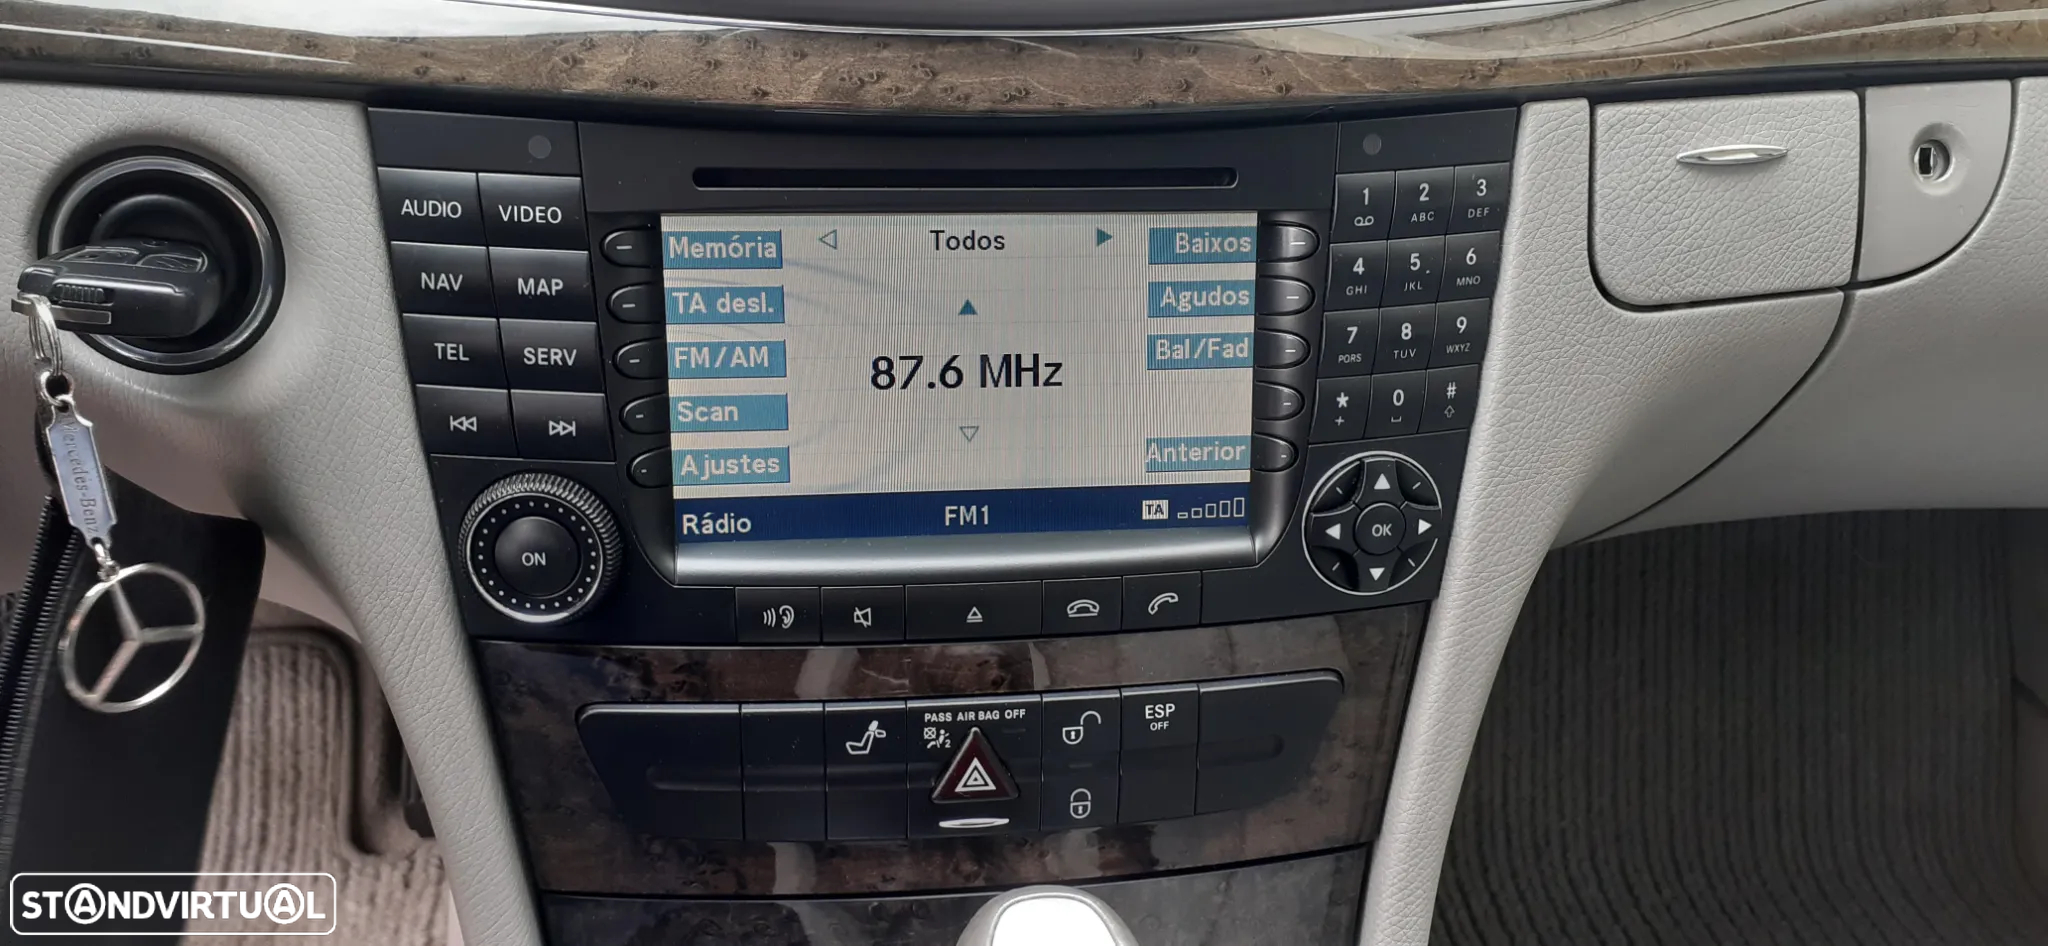 AUDIO
VIDEO
NAV
MAP
TEL
SERV
ON
Memória
TA desl.
FM/AM
Scan
Ajustes
Todos
87.6 MHz
Baixos
Agudos
Bal/Fad
Anterior
Rádio
FM1
TA
1
2 ABC
3 DEF
4 GHI
5 JKL
6 MNO
7 PQRS
8 TUV
9 WXYZ
* +
0
#
OK
PASS AIR BAG OFF
2
ESP
OFF
Mercedes-Benz
STANDVIRTUAL